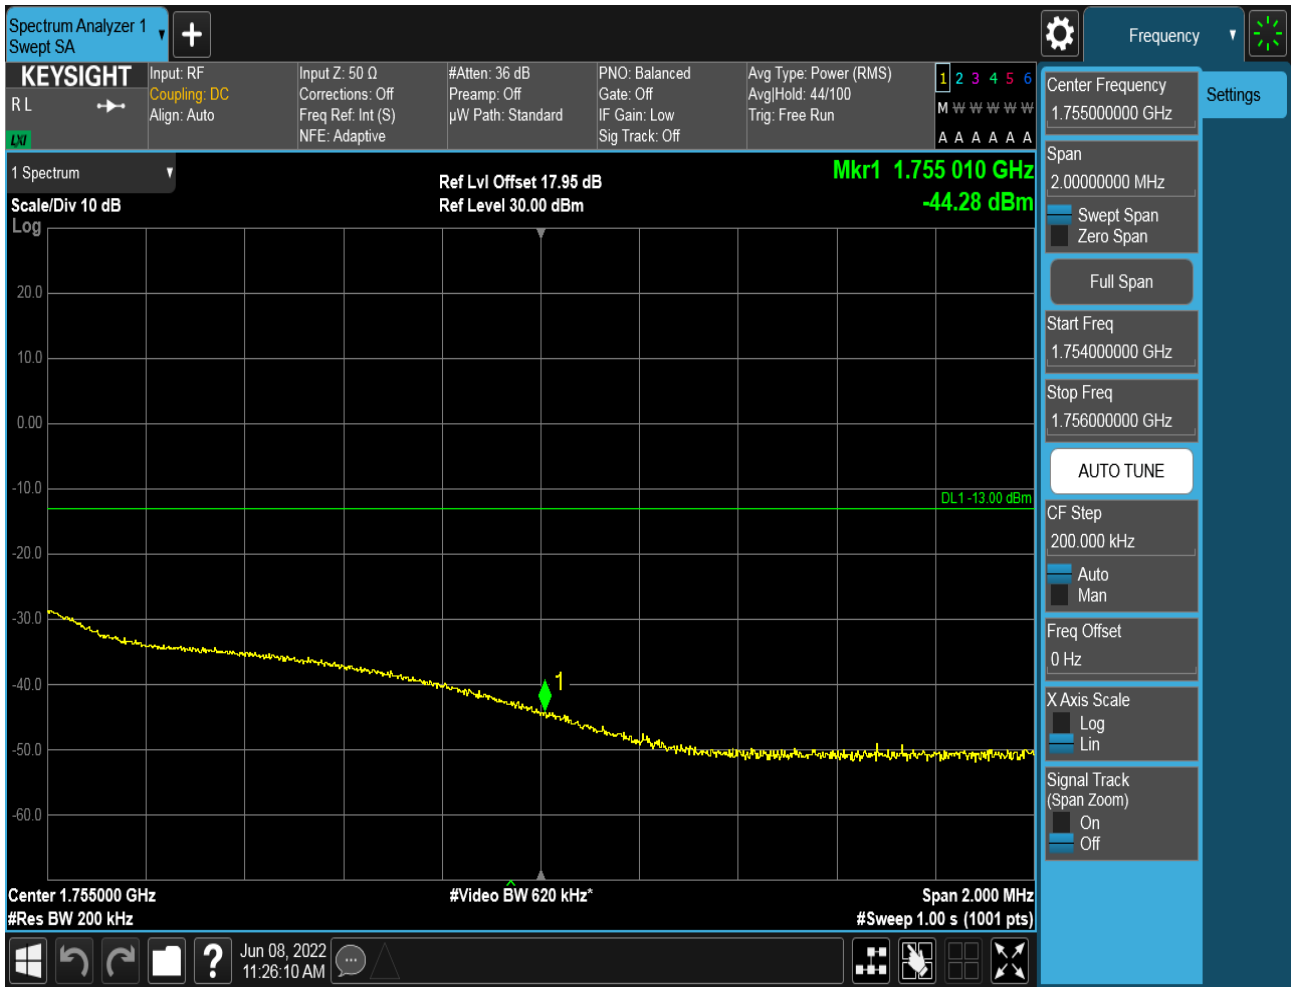 Spectrum Analyzer 1
Swept SA
Frequency
KEYSIGHT
R L
LXI
Input: RF
Coupling: DC
Align: Auto
Input Z: 50 Ω
Corrections: Off
Freq Ref: Int (S)
NFE: Adaptive
#Atten: 36 dB
Preamp: Off
µW Path: Standard
PNO: Balanced
Gate: Off
IF Gain: Low
Sig Track: Off
Avg Type: Power (RMS)
Avg|Hold: 44/100
Trig: Free Run
1 2 3 4 5 6
M W W W W W
A A A A A A
1 Spectrum
Scale/Div 10 dB
Log
Ref Lvl Offset 17.95 dB
Ref Level 30.00 dBm
Mkr1 1.755 010 GHz
-44.28 dBm
20.0
10.0
0.00
-10.0
-20.0
-30.0
-40.0
-50.0
-60.0
DL1 -13.00 dBm
1
Center 1.755000 GHz
#Res BW 200 kHz
#Video BW 620 kHz*
Span 2.000 MHz
#Sweep 1.00 s (1001 pts)
Jun 08, 2022
11:26:10 AM
Center Frequency
1.755000000 GHz
Span
2.00000000 MHz
Swept Span
Zero Span
Full Span
Start Freq
1.754000000 GHz
Stop Freq
1.756000000 GHz
AUTO TUNE
CF Step
200.000 kHz
Auto
Man
Freq Offset
0 Hz
X Axis Scale
Log
Lin
Signal Track
(Span Zoom)
On
Off
Settings